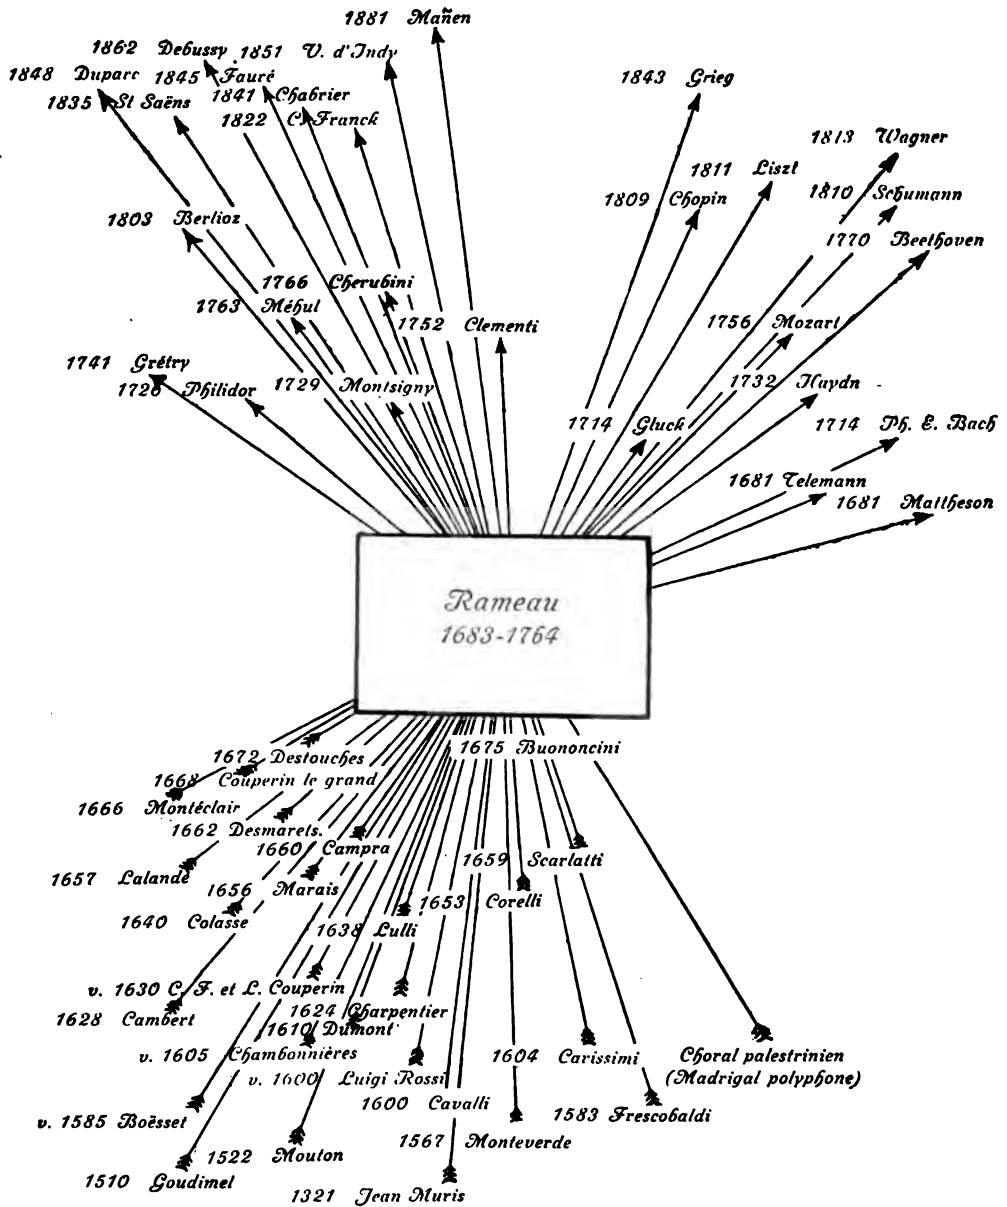 1881 Mañen
1862 Debussy
1851 V. d'Indy
1848 Duparc
1845 Fauré
1843 Grieg
1841 Chabrier
1835 St Saëns
1822 C. Franck
1813 Wagner
1811 Liszt
1810 Schumann
1809 Chopin
1803 Berlioz
1770 Beethoven
1766 Cherubini
1763 Méhul
1752 Clementi
1756 Mozart
1741 Grétry
1726 Philidor
1729 Montsigny
1732 Haydn
1714 Gluck
1714 Ph. E. Bach
1681 Telemann
1681 Mattheson
Rameau
1683-1764
1675 Buononcini
1672 Destouches
1668 Couperin le grand
1666 Montéclair
1662 Desmarets.
1660 Campra
1659 Scarlatti
1657 Lalande
1656 Marais
1653 Corelli
1640 Colasse
1638 Lulli
v. 1630 C. F. et L. Couperin
1628 Cambert
1624 Charpentier
1610 Dumont
v. 1605 Chambonnières
v. 1600 Luigi Rossi
1604 Carissimi
Choral palestrinien
(Madrigal polyphone)
1600 Cavalli
1583 Frescobaldi
v. 1585 Boësset
1567 Monteverde
1522 Mouton
1510 Goudimel
1321 Jean Muris